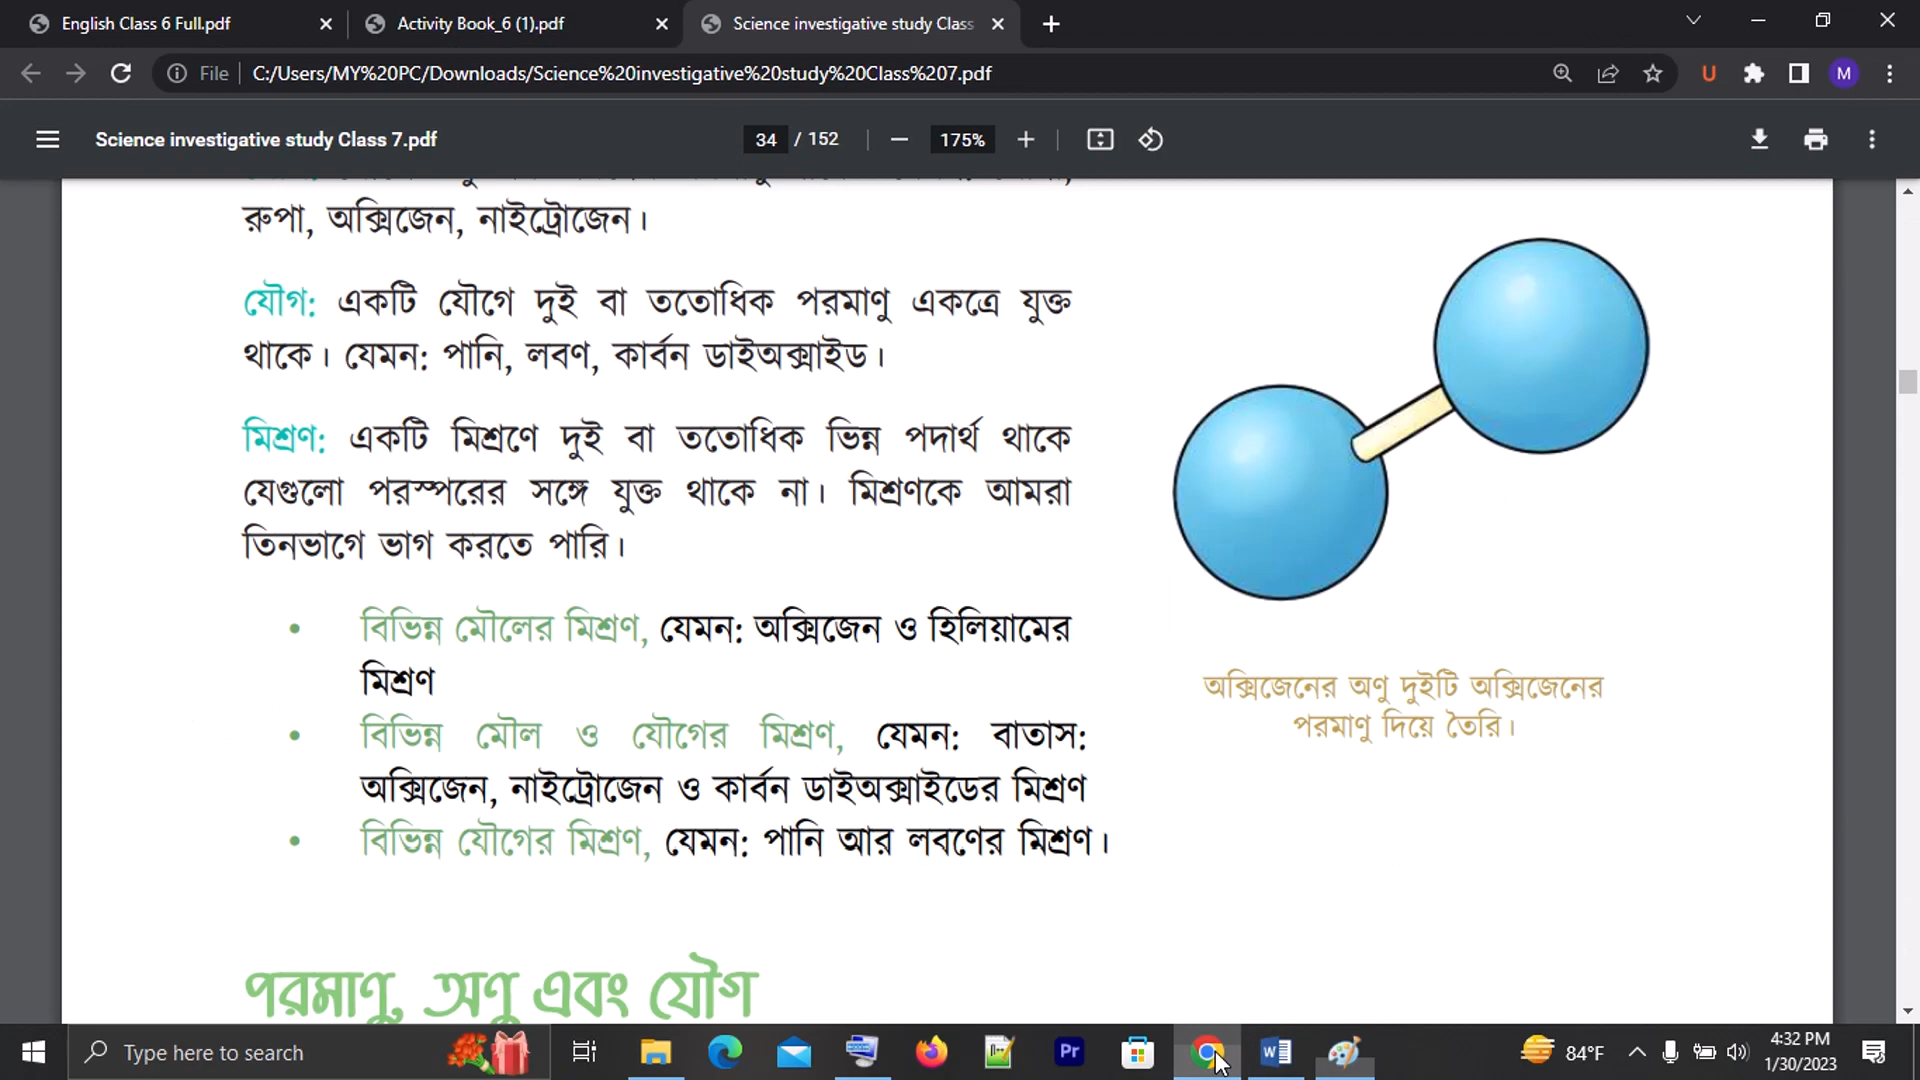 English Class 6 Full.pdf
Activity Book_6 (1).pdf
Science investigative study Class
File
C:/Users/MY%20PC/Downloads/Science%20investigative%20study%20Class%207.pdf
U
M
Science investigative study Class 7.pdf
34 / 152
175%
রুপা, অক্সিজেন, নাইট্রোজেন।
যৌগ: একটি যৌগে দুই বা ততোধিক পরমাণু একত্রে যুক্ত
থাকে। যেমন: পানি, লবণ, কার্বন ডাইঅক্সাইড।
মিশ্রণ: একটি মিশ্রণে দুই বা ততোধিক ভিন্ন পদার্থ থাকে
যেগুলো পরস্পরের সঙ্গে যুক্ত থাকে না। মিশ্রণকে আমরা
তিনভাগে ভাগ করতে পারি।
• বিভিন্ন মৌলের মিশ্রণ, যেমন: অক্সিজেন ও হিলিয়ামের
মিশ্রণ
• বিভিন্ন মৌল ও যৌগের মিশ্রণ, যেমন: বাতাস:
অক্সিজেন, নাইট্রোজেন ও কার্বন ডাইঅক্সাইডের মিশ্রণ
• বিভিন্ন যৌগের মিশ্রণ, যেমন: পানি আর লবণের মিশ্রণ।
অক্সিজেনের অণু দুইটি অক্সিজেনের
পরমাণু দিয়ে তৈরি।
পরমাণু, অণু এবং যৌগ
Type here to search
Pr
84°F
4:32 PM
1/30/2023